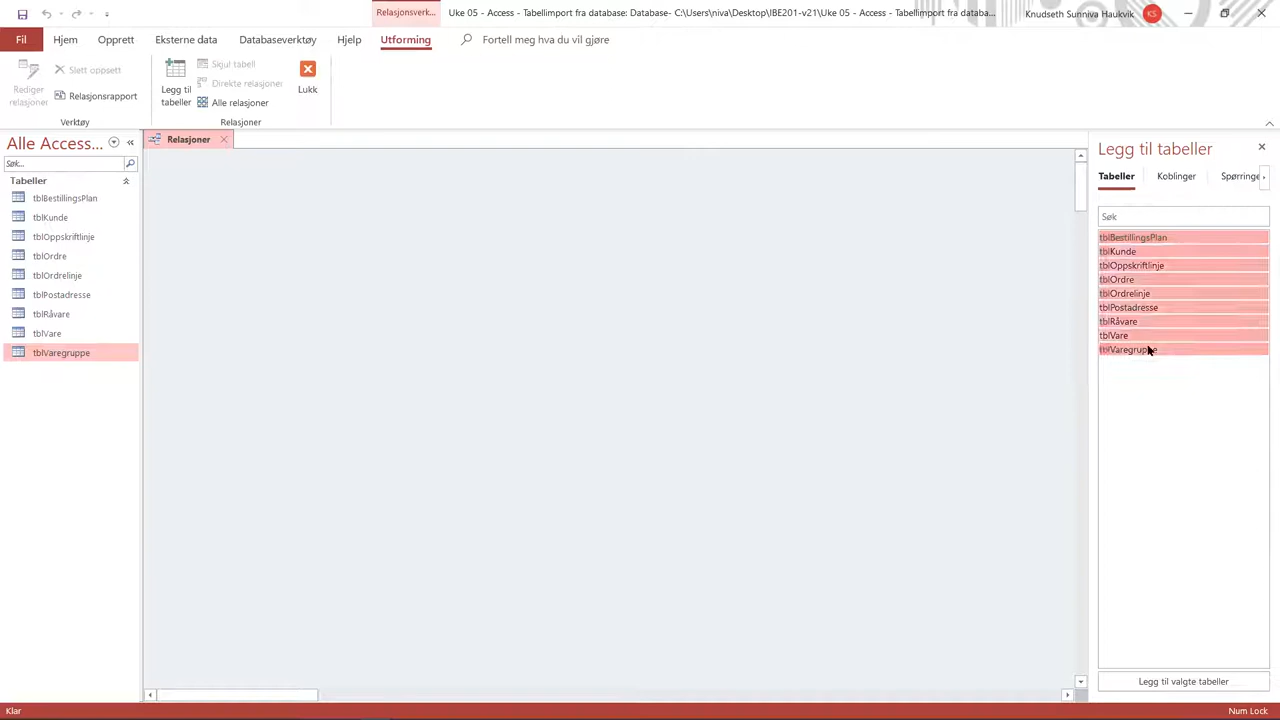 Relasjonsverk...
Uke 05 - Access - Tabellimport fra database: Database- C:\Users\niva\Desktop\IBE201-v21\Uke 05 - Access - Tabellimport fra databa...
Knudseth Sunniva Haukvik
KS
Fil
Hjem
Opprett
Eksterne data
Databaseverktøy
Hjelp
Utforming
Fortell meg hva du vil gjøre
Rediger relasjoner
Slett oppsett
Relasjonsrapport
Verktøy
Legg til tabeller
Skjul tabell
Direkte relasjoner
Alle relasjoner
Lukk
Relasjoner
Alle Access...
Søk...
Tabeller
tblBestillingsPlan
tblKunde
tblOppskriftlinje
tblOrdre
tblOrdrelinje
tblPostadresse
tblRåvare
tblVare
tblVaregruppe
Relasjoner
Legg til tabeller
Tabeller
Koblinger
Spørringe
Søk
tblBestillingsPlan
tblKunde
tblOppskriftlinje
tblOrdre
tblOrdrelinje
tblPostadresse
tblRåvare
tblVare
tblVaregruppe
Legg til valgte tabeller
Klar
Num Lock